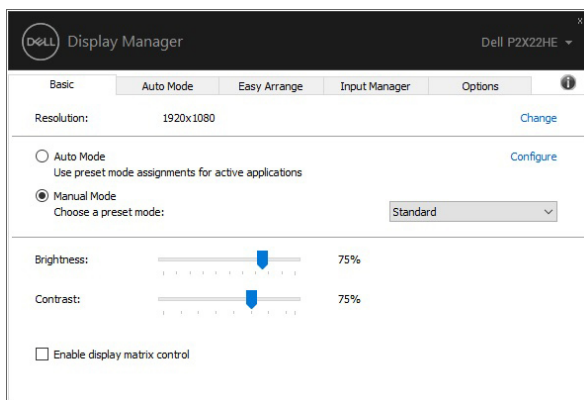 DELL Display Manager
Dell P2X22HE
Basic Auto Mode Easy Arrange Input Manager Options
Resolution: 1920x1080 Change
Auto Mode Configure
Use preset mode assignments for active applications
Manual Mode
Choose a preset mode: Standard
Brightness: 75%
Contrast: 75%
Enable display matrix control